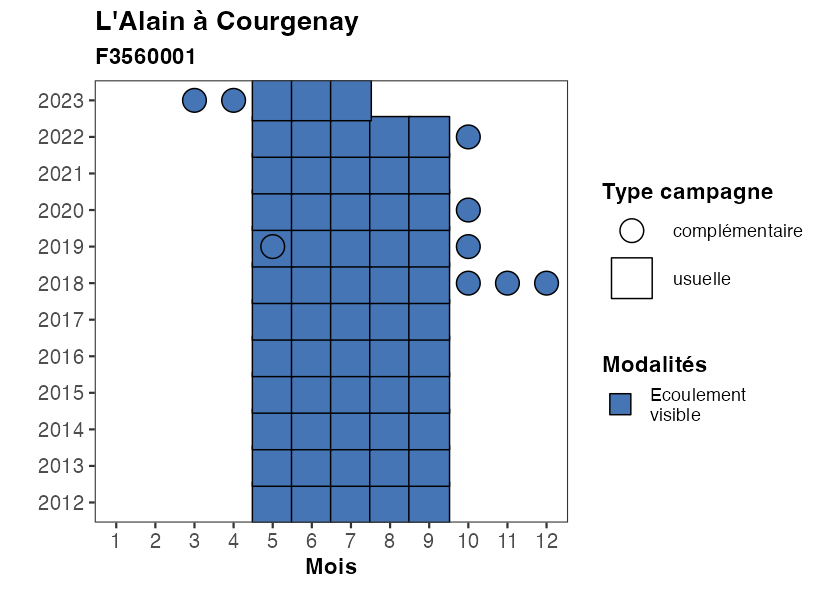 L'Alain à Courgenay
F3560001
2023
2022
2021
2020
2019
2018
2017
2016
2015
2014
2013
2012
1 2 3 4 5 6 7 8 9 10 11 12
Mois
Type campagne
complémentaire
usuelle
Modalités
Ecoulement
visible